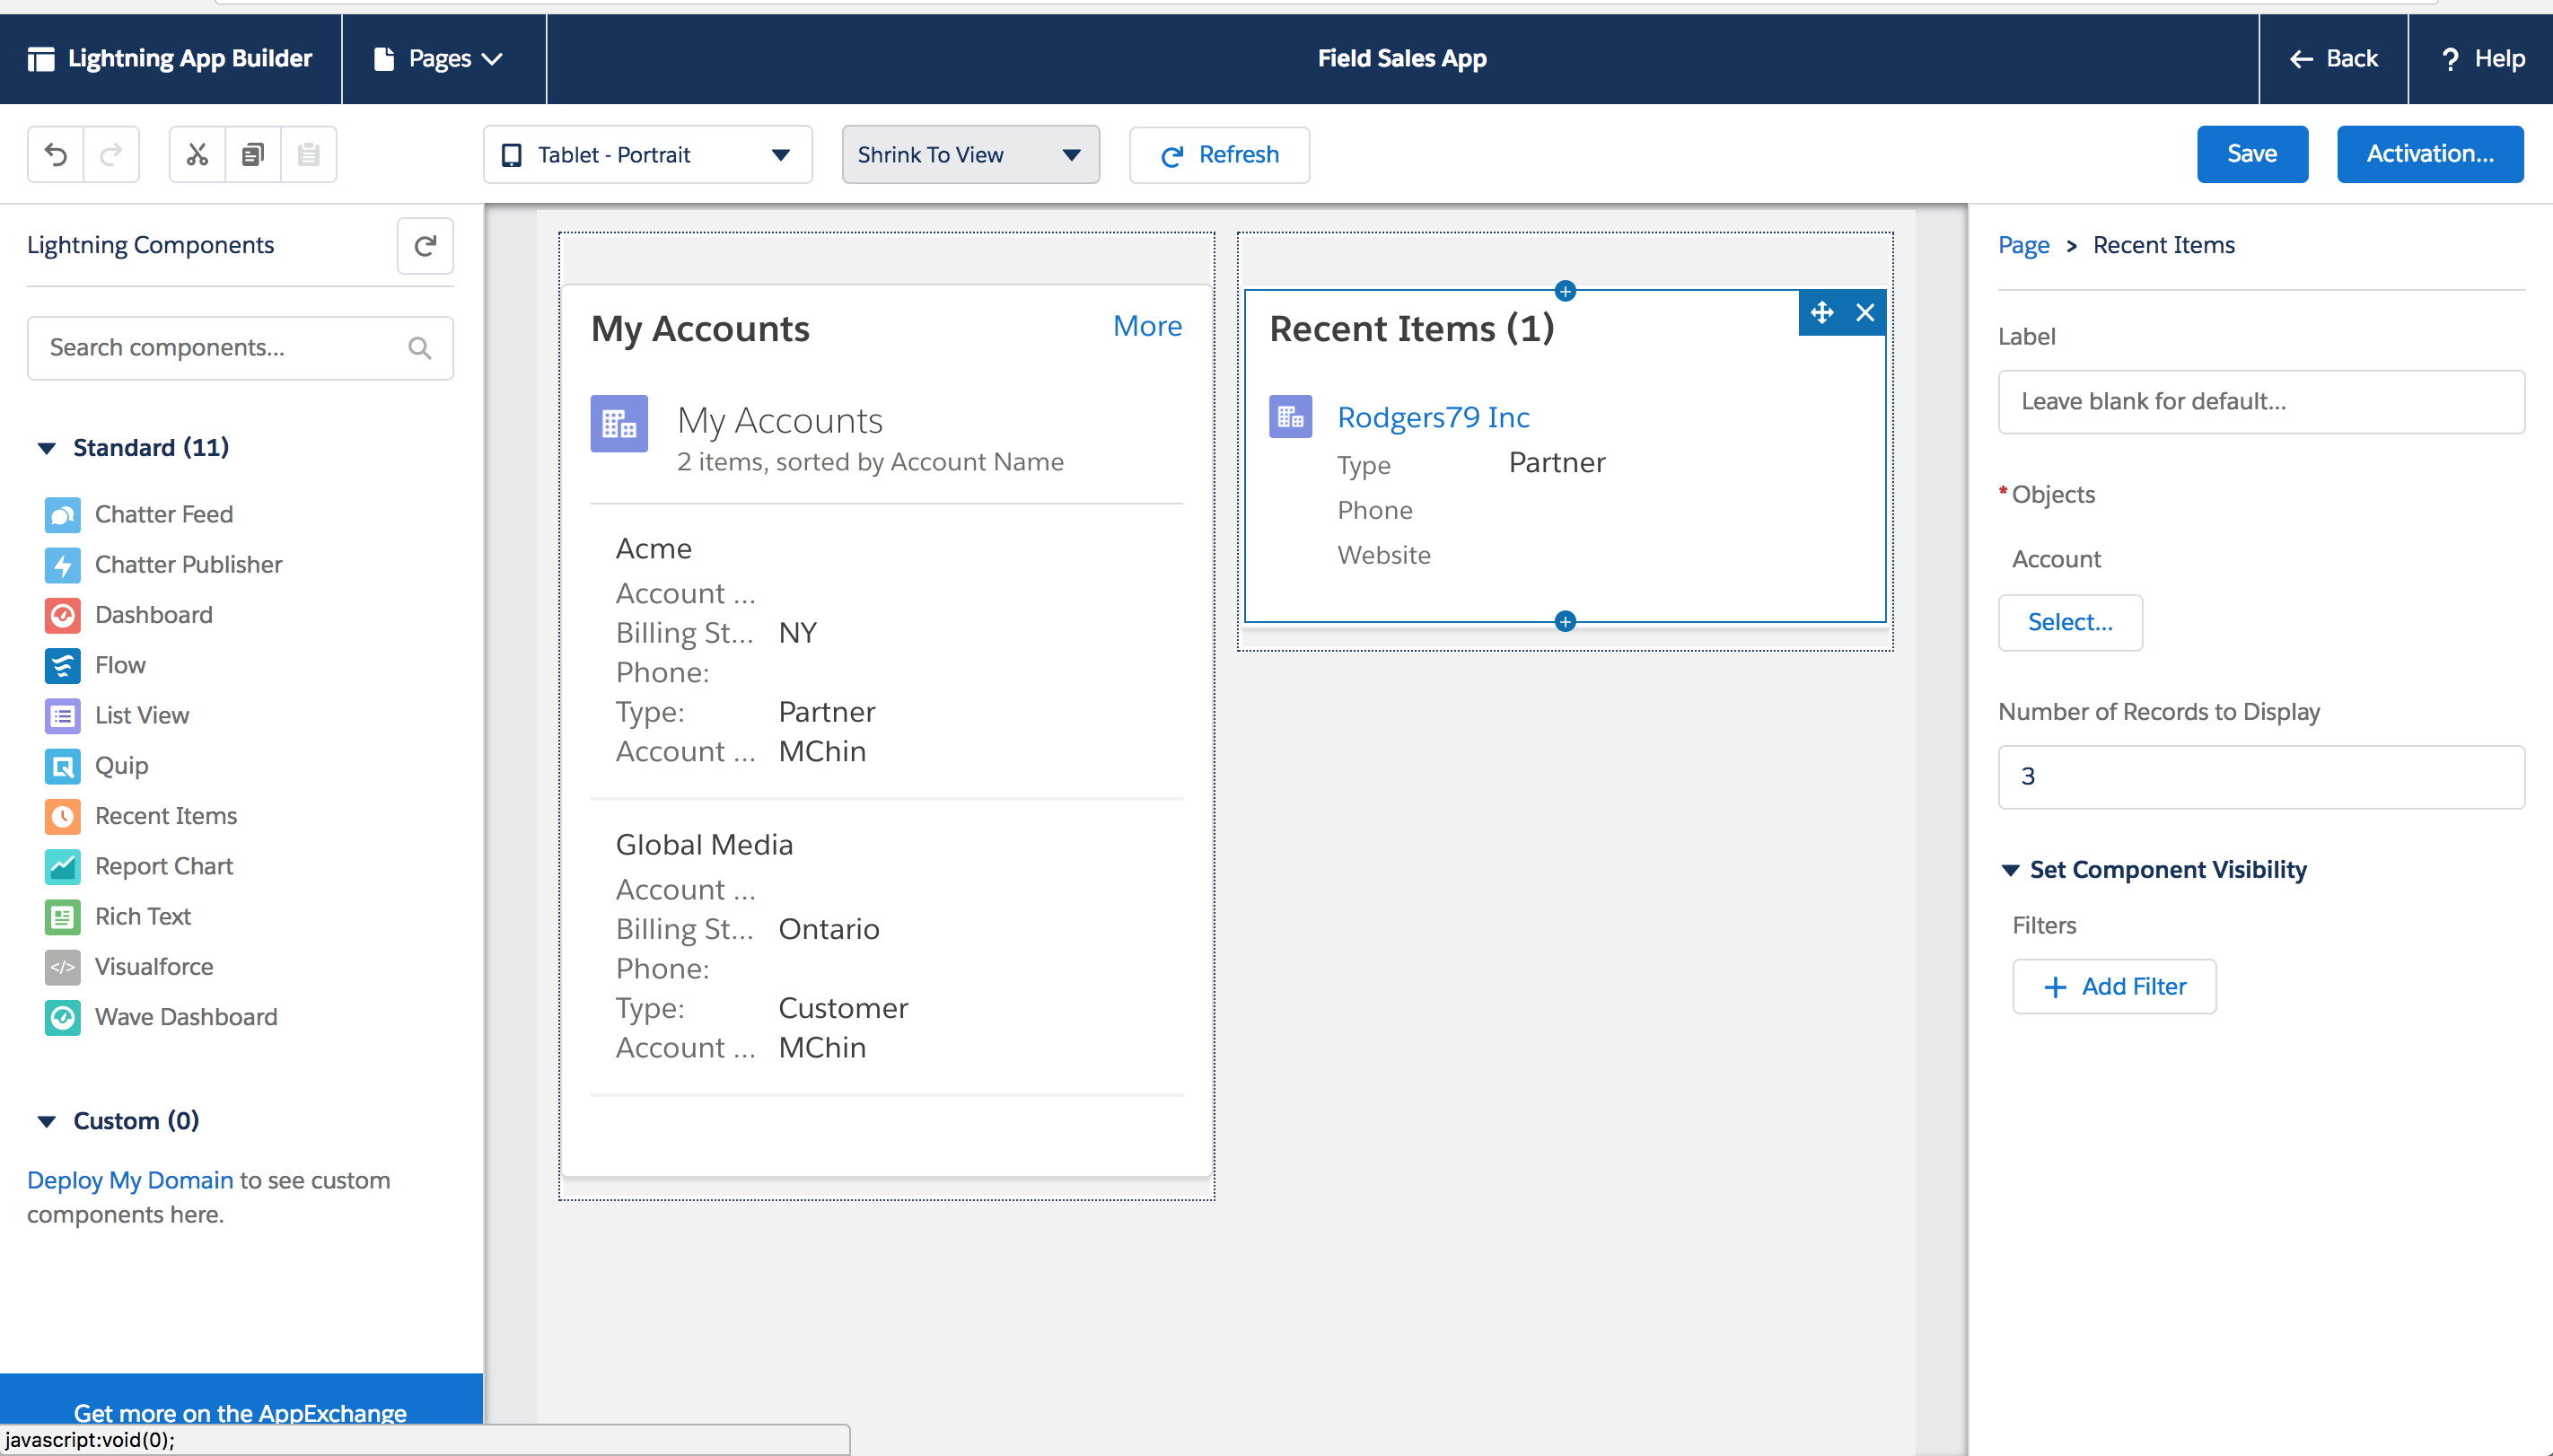 Lightning App Builder
Pages
Field Sales App
Back
? Help
Tablet - Portrait
Shrink To View
Refresh
Save
Activation...
Lightning Components
Search components...
Standard (11)
Chatter Feed
Chatter Publisher
Dashboard
Flow
List View
Quip
Recent Items
Report Chart
Rich Text
</> Visualforce
Wave Dashboard
Custom (0)
Deploy My Domain to see custom
components here.
Get more on the AppExchange
javascript:void(0);
My Accounts
More
My Accounts
2 items, sorted by Account Name
Acme
Account ...
Billing St... NY
Phone:
Type: Partner
Account ... MChin
Global Media
Account ...
Billing St... Ontario
Phone:
Type: Customer
Account ... MChin
Recent Items (1)
Rodgers79 Inc
Type Partner
Phone
Website
Page > Recent Items
Label
Leave blank for default...
* Objects
Account
Select...
Number of Records to Display
3
Set Component Visibility
Filters
+ Add Filter